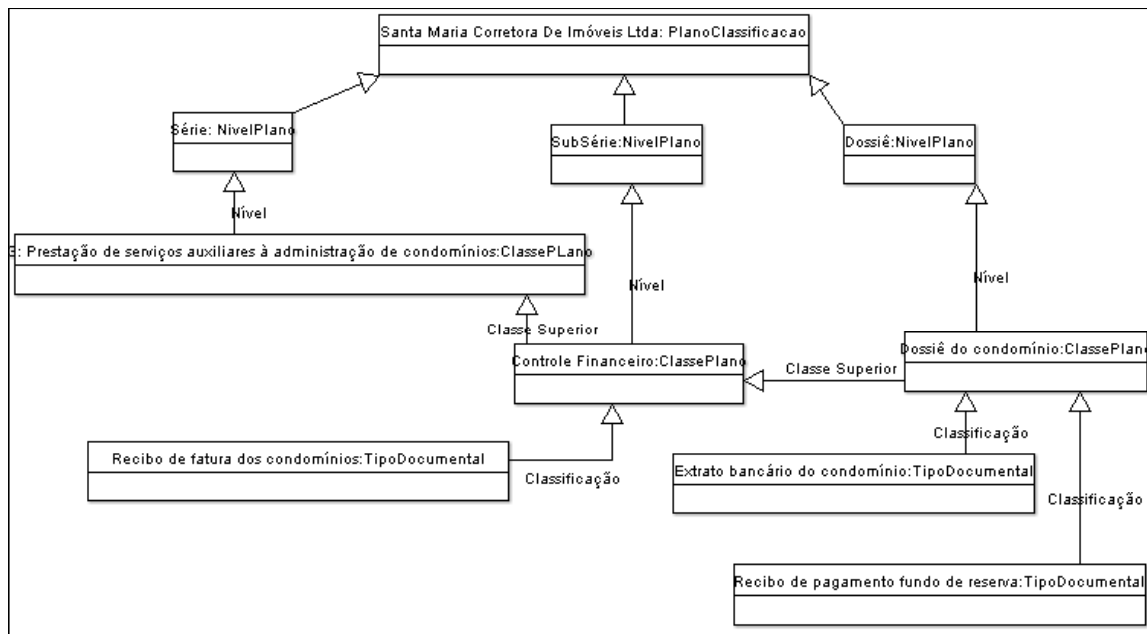 Santa Maria Corretora De Imóveis Ltda: PlanoClassificacao
Série: NivelPlano
SubSérie:NivelPlano
Dossiê:NivelPlano
Nível
3: Prestação de serviços auxiliares à administração de condomínios:ClassePLano
Nível
Nível
Classe Superior
Controle Financeiro:ClassePlano
Classe Superior
Dossiê do condomínio:ClassePlano
Recibo de fatura dos condomínios:TipoDocumental
Classificação
Classificação
Extrato bancário do condomínio:TipoDocumental
Classificação
Recibo de pagamento fundo de reserva:TipoDocumental